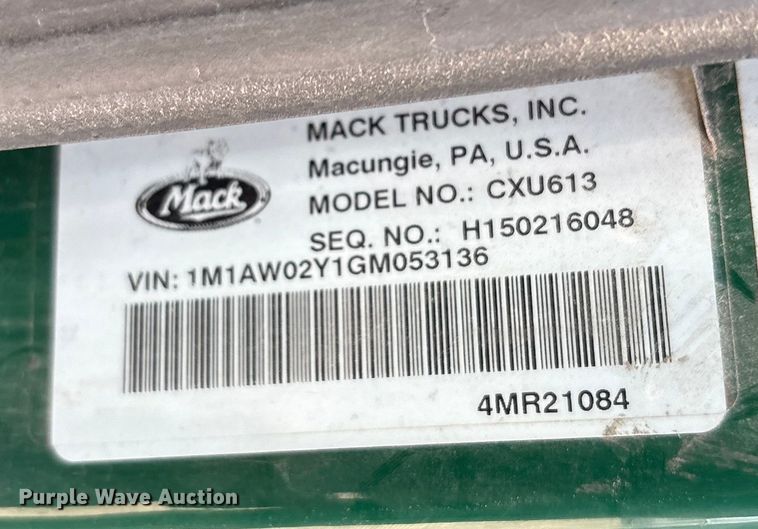 MACK TRUCKS, INC.
Mack
Macungie, PA, U.S.A.
MODEL NO.: CXU613
SEQ. NO.: H150216048
VIN: 1M1AW02Y1GM053136
4MR21084
Purple Wave Auction